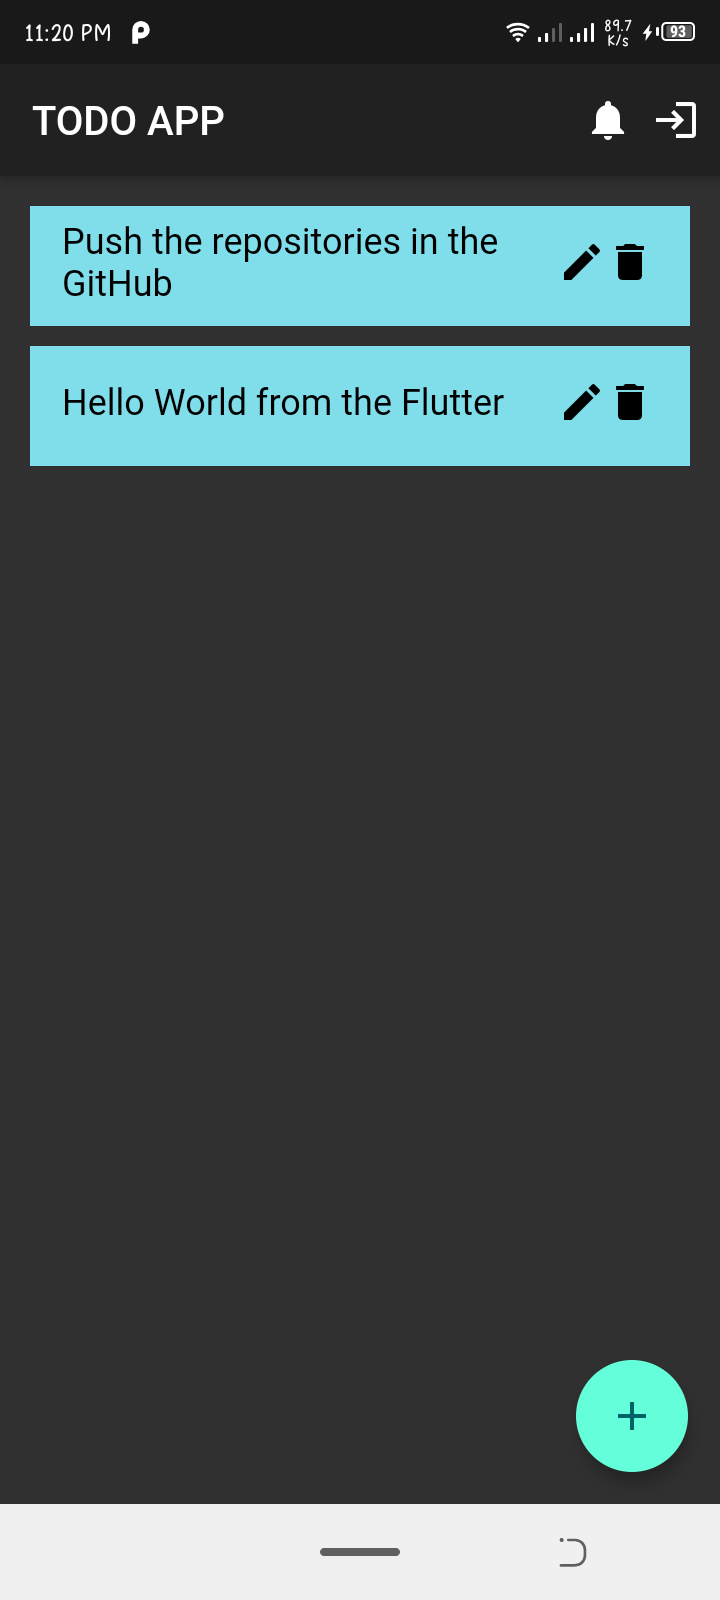 11:20 PM
89.7
K/s
93
TODO APP
Push the repositories in the
GitHub
Hello World from the Flutter